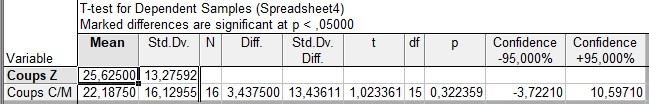 T-test for Dependent Samples (Spreadsheet4)
Marked differences are significant at p < ,05000
Variable Mean Std.Dv. N Diff. Std.Dv. Diff. t df p Confidence -95,000% Confidence +95,000%
Coups Z 25,62500 13,27592
Coups C/M 22,18750 16,12955 16 3,437500 13,43611 1,023361 15 0,322359 -3,72210 10,59710